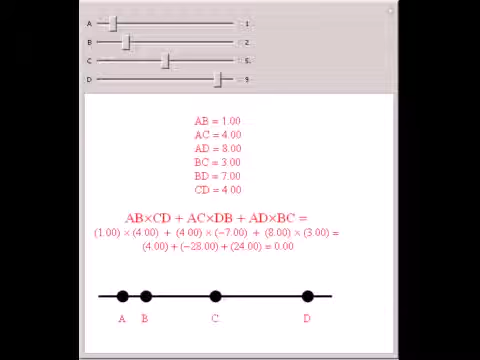 A 1
B 2
C 5.
D 9
AB = 1.00
AC = 4.00
AD = 8.00
BC = 3.00
BD = 7.00
CD = 4.00
AB×CD + AC×DB + AD×BC =
(1.00) × (4.00) + (4.00) × (−7.00) + (8.00) × (3.00) =
(4.00) + (−28.00) + (24.00) = 0.00
A B C D